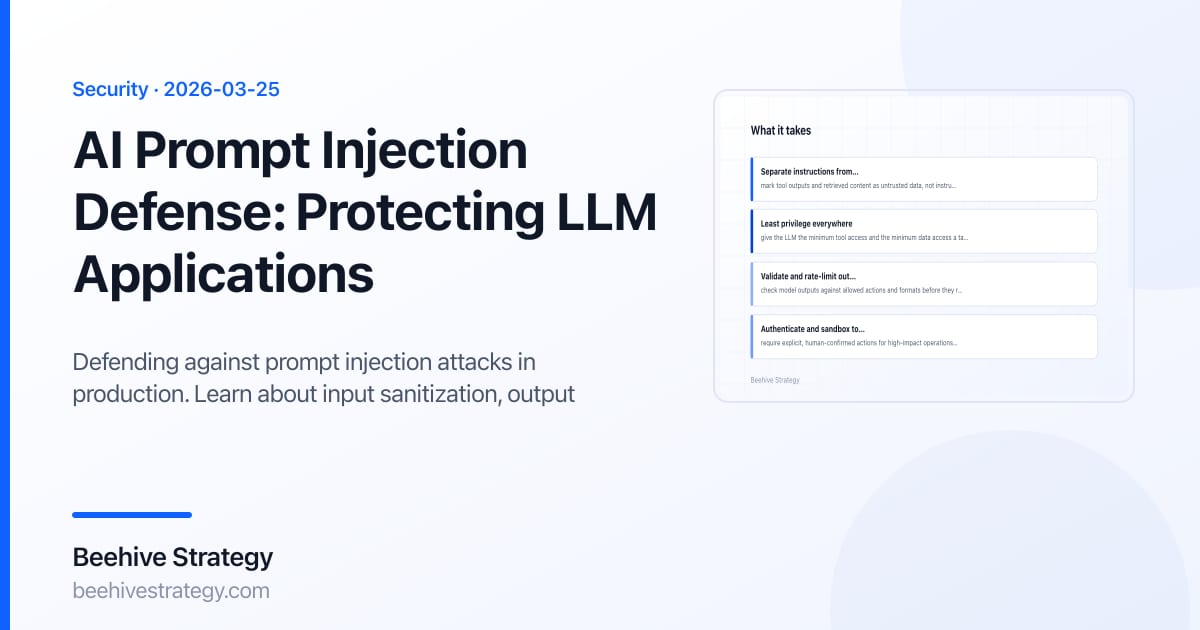 Security · 2026-03-25
AI Prompt Injection
Defense: Protecting LLM
Applications
Defending against prompt injection attacks in
production. Learn about input sanitization, output
Beehive Strategy
beehivestrategy.com
What it takes
Separate instructions from...
mark tool outputs and retrieved content as untrusted data, not instru...
Least privilege everywhere
give the LLM the minimum tool access and the minimum data access a ta...
Validate and rate-limit out...
check model outputs against allowed actions and formats before they r...
Authenticate and sandbox to...
require explicit, human-confirmed actions for high-impact operations...
Beehive Strategy